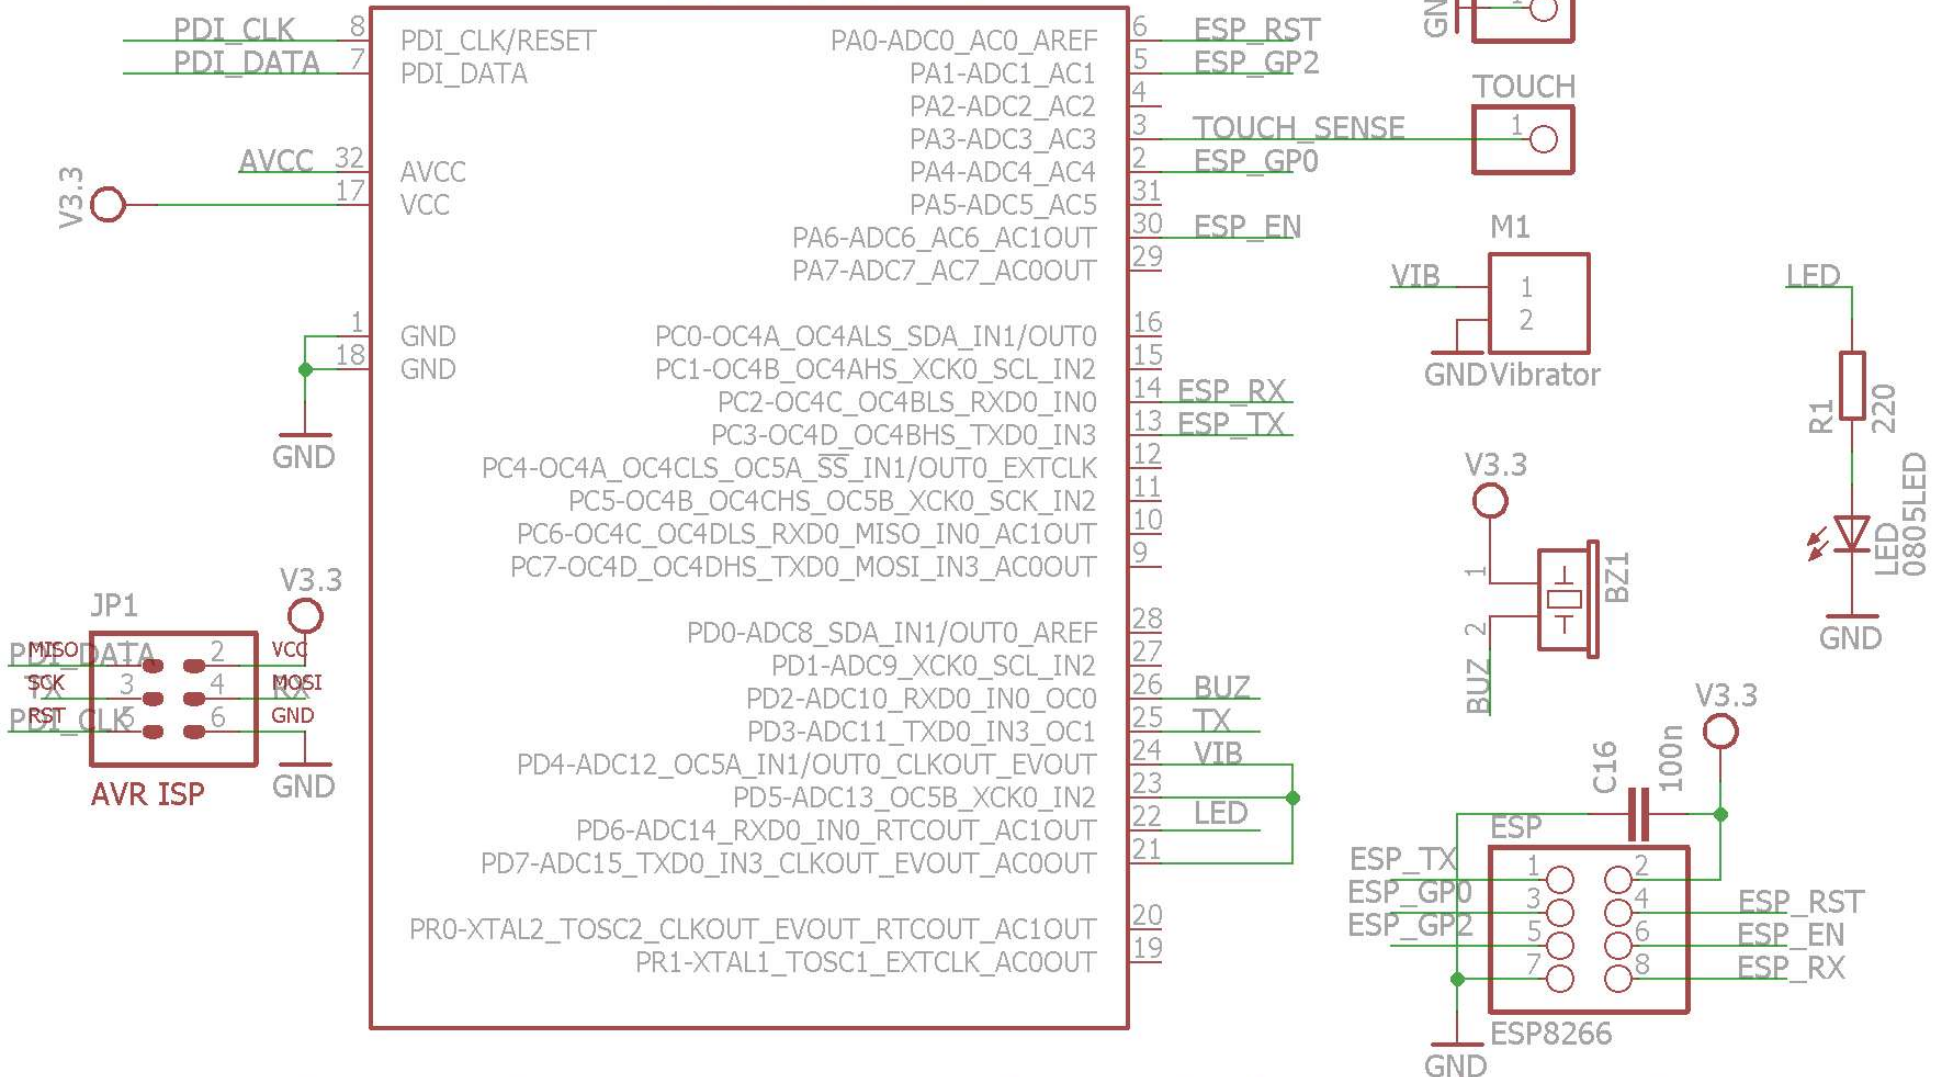 PDI_CLK 8 PDI_CLK/RESET
PDI_DATA 7 PDI_DATA
AVCC 32 AVCC
V3.3 17 VCC
1 GND
18 GND
GND
PA0-ADC0_AC0_AREF 6 ESP_RST
PA1-ADC1_AC1 5 ESP_GP2
PA2-ADC2_AC2 4
PA3-ADC3_AC3 3 TOUCH_SENSE
PA4-ADC4_AC4 2 ESP_GP0
PA5-ADC5_AC5 31
PA6-ADC6_AC6_AC1OUT 30 ESP_EN
PA7-ADC7_AC7_AC0OUT 29
PC0-OC4A_OC4ALS_SDA_IN1/OUT0 16
PC1-OC4B_OC4AHS_XCK0_SCL_IN2 15
PC2-OC4C_OC4BLS_RXD0_IN0 14 ESP_RX
PC3-OC4D_OC4BHS_TXD0_IN3 13 ESP_TX
PC4-OC4A_OC4CLS_OC5A_SS_IN1/OUT0_EXTCLK 12
PC5-OC4B_OC4CHS_OC5B_XCK0_SCK_IN2 11
PC6-OC4C_OC4DLS_RXD0_MISO_IN0_AC1OUT 10
PC7-OC4D_OC4DHS_TXD0_MOSI_IN3_AC0OUT 9
PD0-ADC8_SDA_IN1/OUT0_AREF 28
PD1-ADC9_XCK0_SCL_IN2 27
PD2-ADC10_RXD0_IN0_OC0 26 BUZ
PD3-ADC11_TXD0_IN3_OC1 25 TX
PD4-ADC12_OC5A_IN1/OUT0_CLKOUT_EVOUT 24 VIB
PD5-ADC13_OC5B_XCK0_IN2 23
PD6-ADC14_RXD0_IN0_RTCOUT_AC1OUT 22 LED
PD7-ADC15_TXD0_IN3_CLKOUT_EVOUT_AC0OUT 21
PR0-XTAL2_TOSC2_CLKOUT_EVOUT_RTCOUT_AC1OUT 20
PR1-XTAL1_TOSC1_EXTCLK_AC0OUT 19
JP1
V3.3
PDI_DATA MISO 1 2 VCC
TX SCK 3 4 MOSI RX
PDI_CLK RST 5 6 GND
AVR ISP
GND
1
TOUCH
1
M1
VIB 1
2
GND Vibrator
LED
R1
220
LED
0805LED
GND
V3.3
1
2
BZ1
BUZ
V3.3
C16
100n
ESP
ESP_TX 1 2
ESP_GP0 3 4 ESP_RST
ESP_GP2 5 6 ESP_EN
7 8 ESP_RX
ESP8266
GND